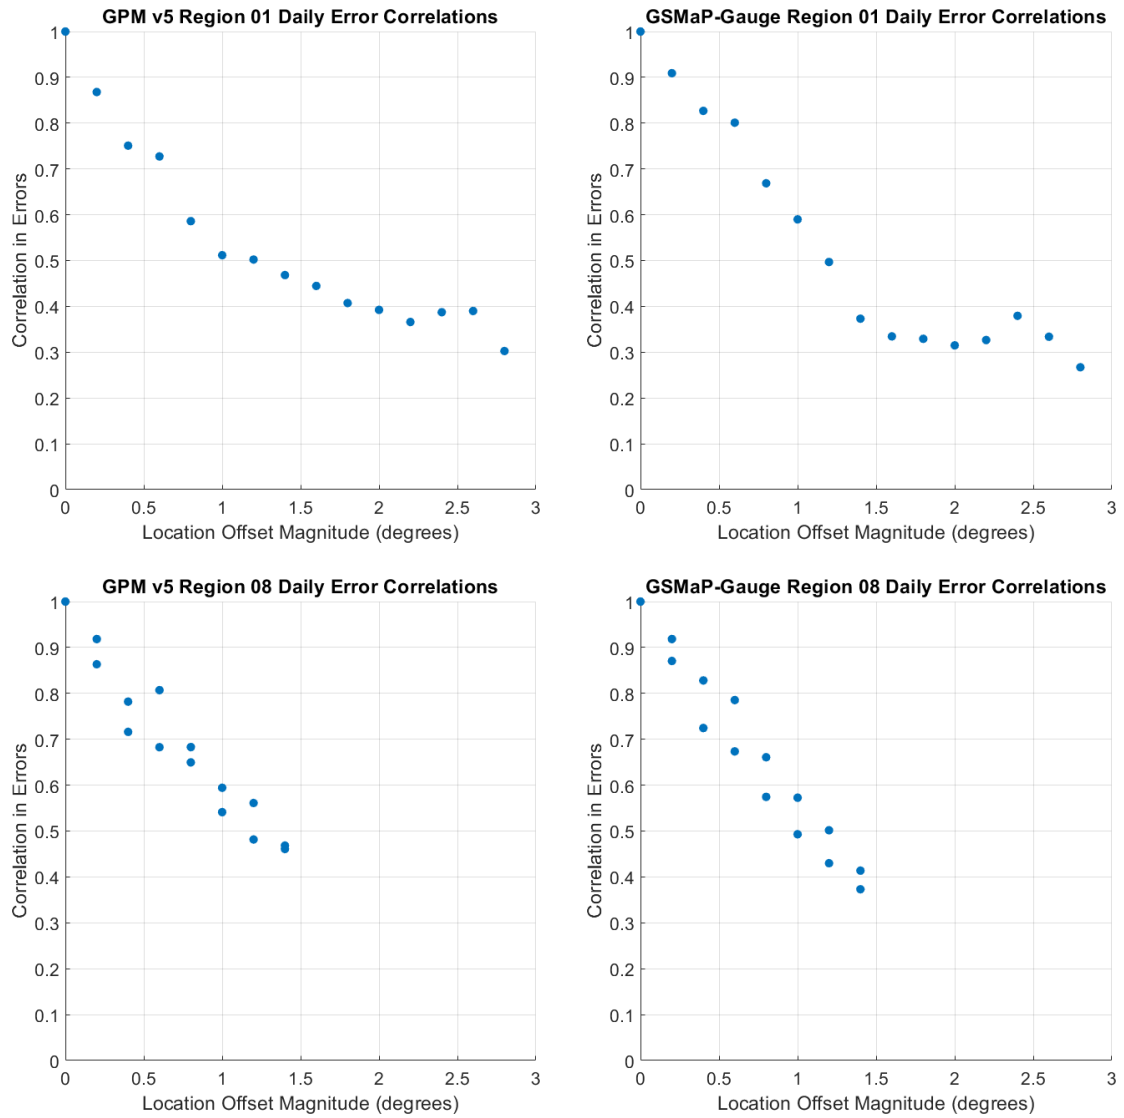 GPM v5 Region 01 Daily Error Correlations
1
0.9
0.8
0.7
0.6
0.5
0.4
0.3
0.2
0.1
0
Correlation in Errors
0 0.5 1 1.5 2 2.5 3
Location Offset Magnitude (degrees)
GSMaP-Gauge Region 01 Daily Error Correlations
1
0.9
0.8
0.7
0.6
0.5
0.4
0.3
0.2
0.1
0
Correlation in Errors
0 0.5 1 1.5 2 2.5 3
Location Offset Magnitude (degrees)
GPM v5 Region 08 Daily Error Correlations
1
0.9
0.8
0.7
0.6
0.5
0.4
0.3
0.2
0.1
0
Correlation in Errors
0 0.5 1 1.5 2 2.5 3
Location Offset Magnitude (degrees)
GSMaP-Gauge Region 08 Daily Error Correlations
1
0.9
0.8
0.7
0.6
0.5
0.4
0.3
0.2
0.1
0
Correlation in Errors
0 0.5 1 1.5 2 2.5 3
Location Offset Magnitude (degrees)